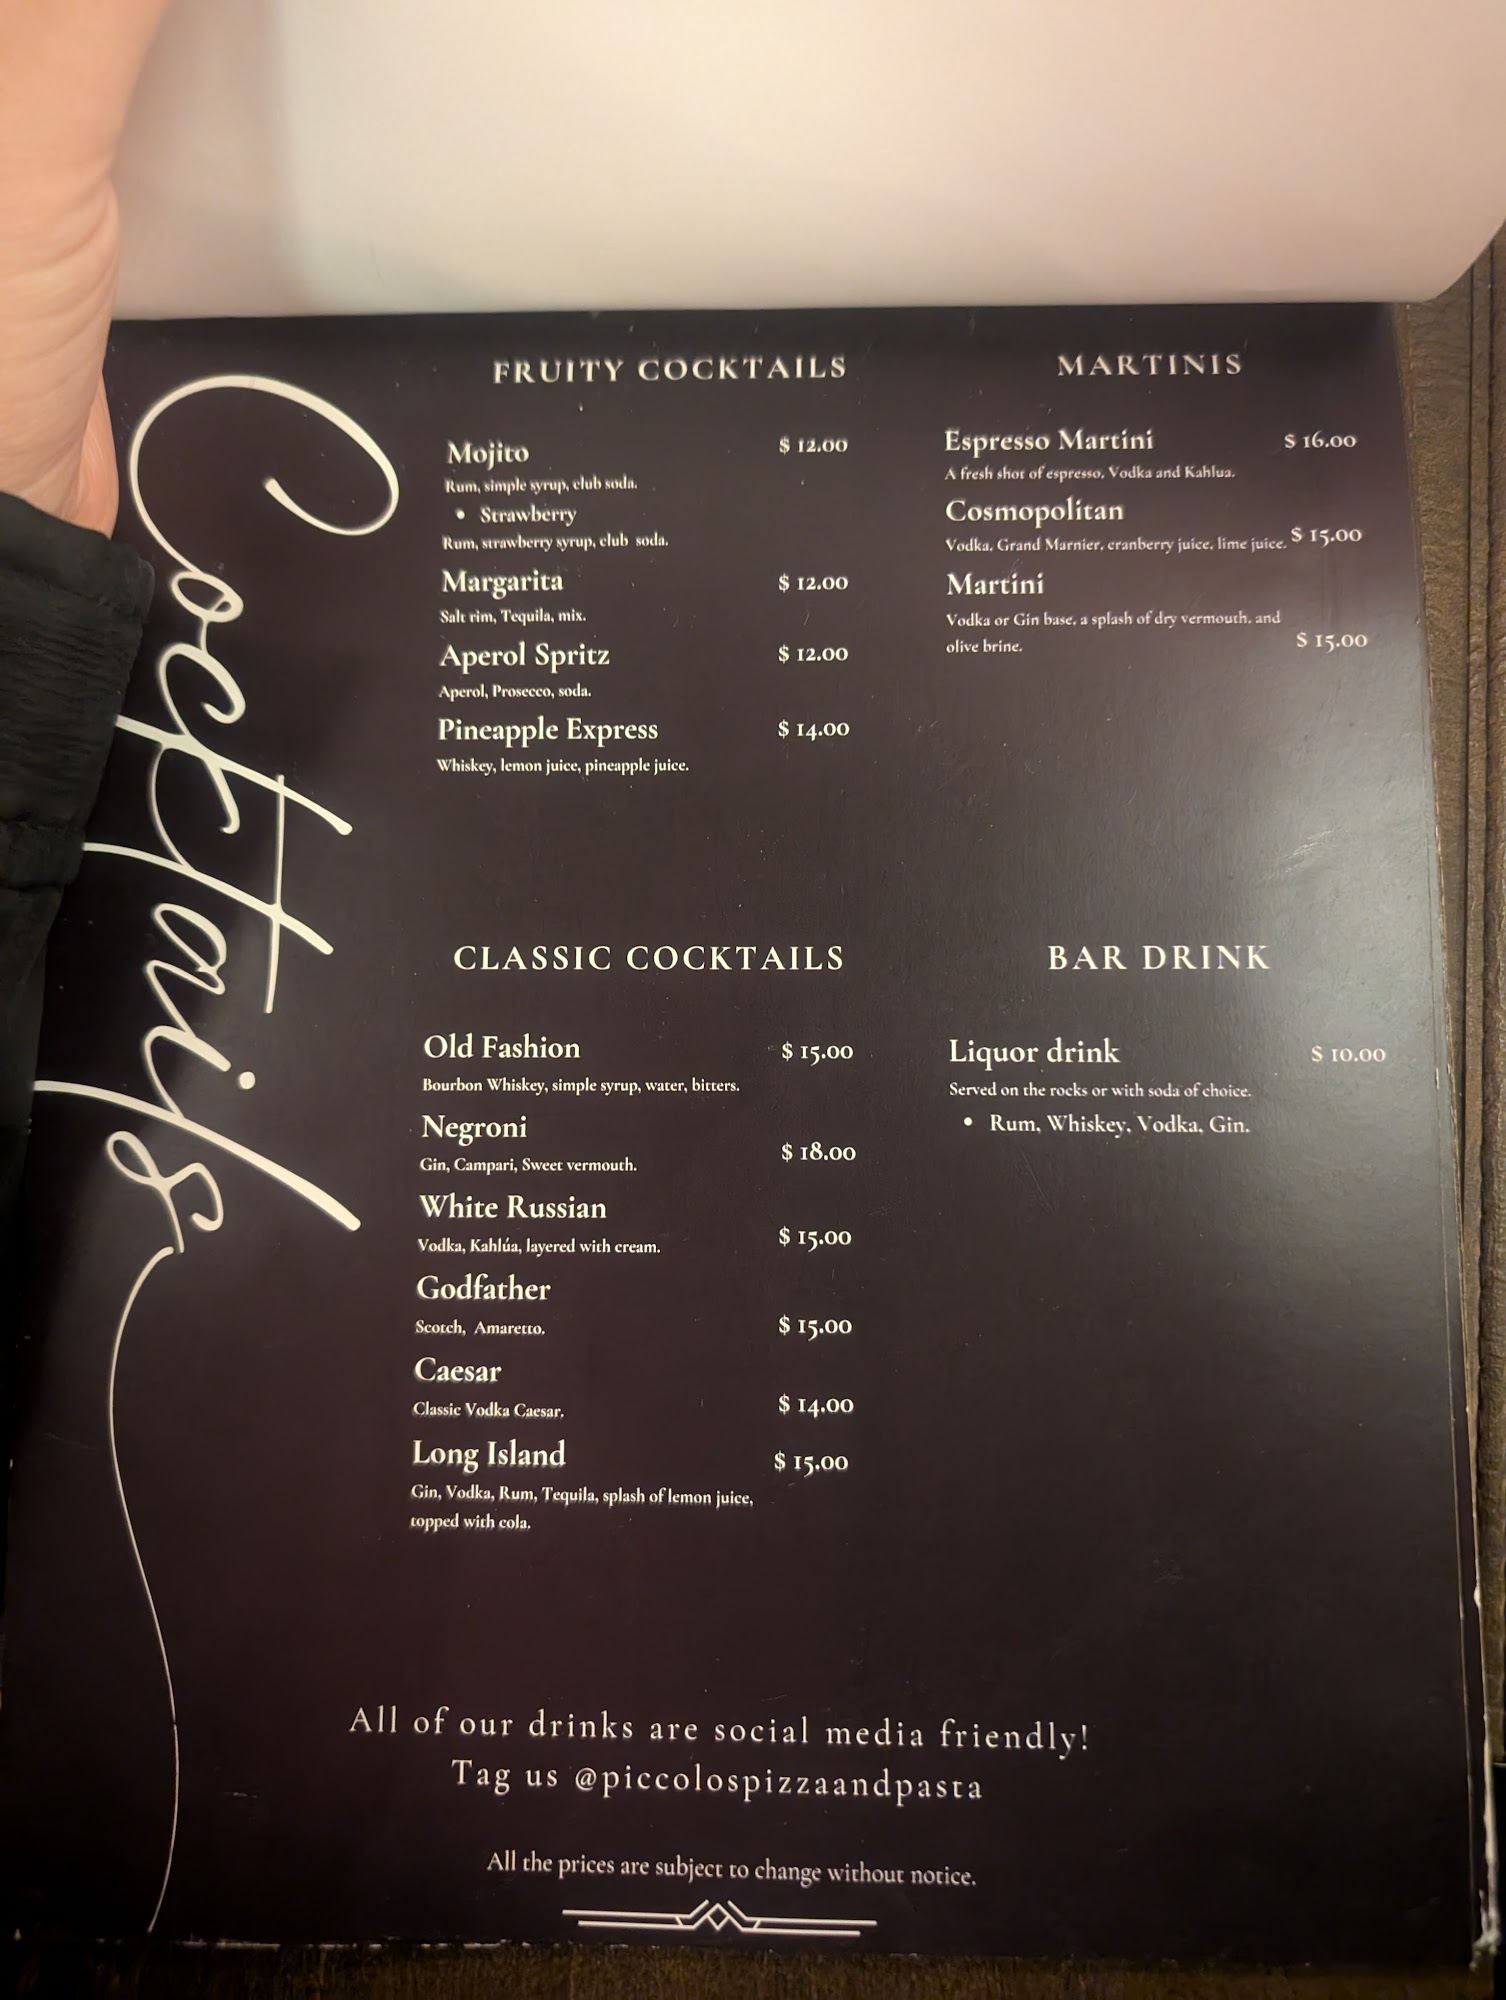 Cocktails
FRUITY COCKTAILS
Mojito $ 12.00
Rum, simple syrup, club soda.
• Strawberry
Rum, strawberry syrup, club soda.
Margarita $ 12.00
Salt rim, Tequila, mix.
Aperol Spritz $ 12.00
Aperol, Prosecco, soda.
Pineapple Express $ 14.00
Whiskey, lemon juice, pineapple juice.
MARTINIS
Espresso Martini $ 16.00
A fresh shot of espresso, Vodka and Kahlua.
Cosmopolitan
Vodka, Grand Marnier, cranberry juice, lime juice. $ 15.00
Martini
Vodka or Gin base, a splash of dry vermouth, and
olive brine. $ 15.00
CLASSIC COCKTAILS
Old Fashion $ 15.00
Bourbon Whiskey, simple syrup, water, bitters.
Negroni $ 18.00
Gin, Campari, Sweet vermouth.
White Russian $ 15.00
Vodka, Kahlúa, layered with cream.
Godfather $ 15.00
Scotch, Amaretto.
Caesar $ 14.00
Classic Vodka Caesar.
Long Island $ 15.00
Gin, Vodka, Rum, Tequila, splash of lemon juice,
topped with cola.
BAR DRINK
Liquor drink $ 10.00
Served on the rocks or with soda of choice.
• Rum, Whiskey, Vodka, Gin.
All of our drinks are social media friendly!
Tag us @piccolospizzaandpasta
All the prices are subject to change without notice.